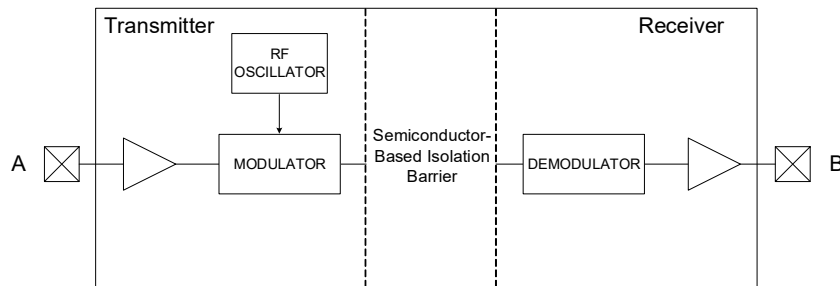 Transmitter
Receiver
RF
OSCILLATOR
A
MODULATOR
Semiconductor-
Based Isolation
Barrier
DEMODULATOR
B